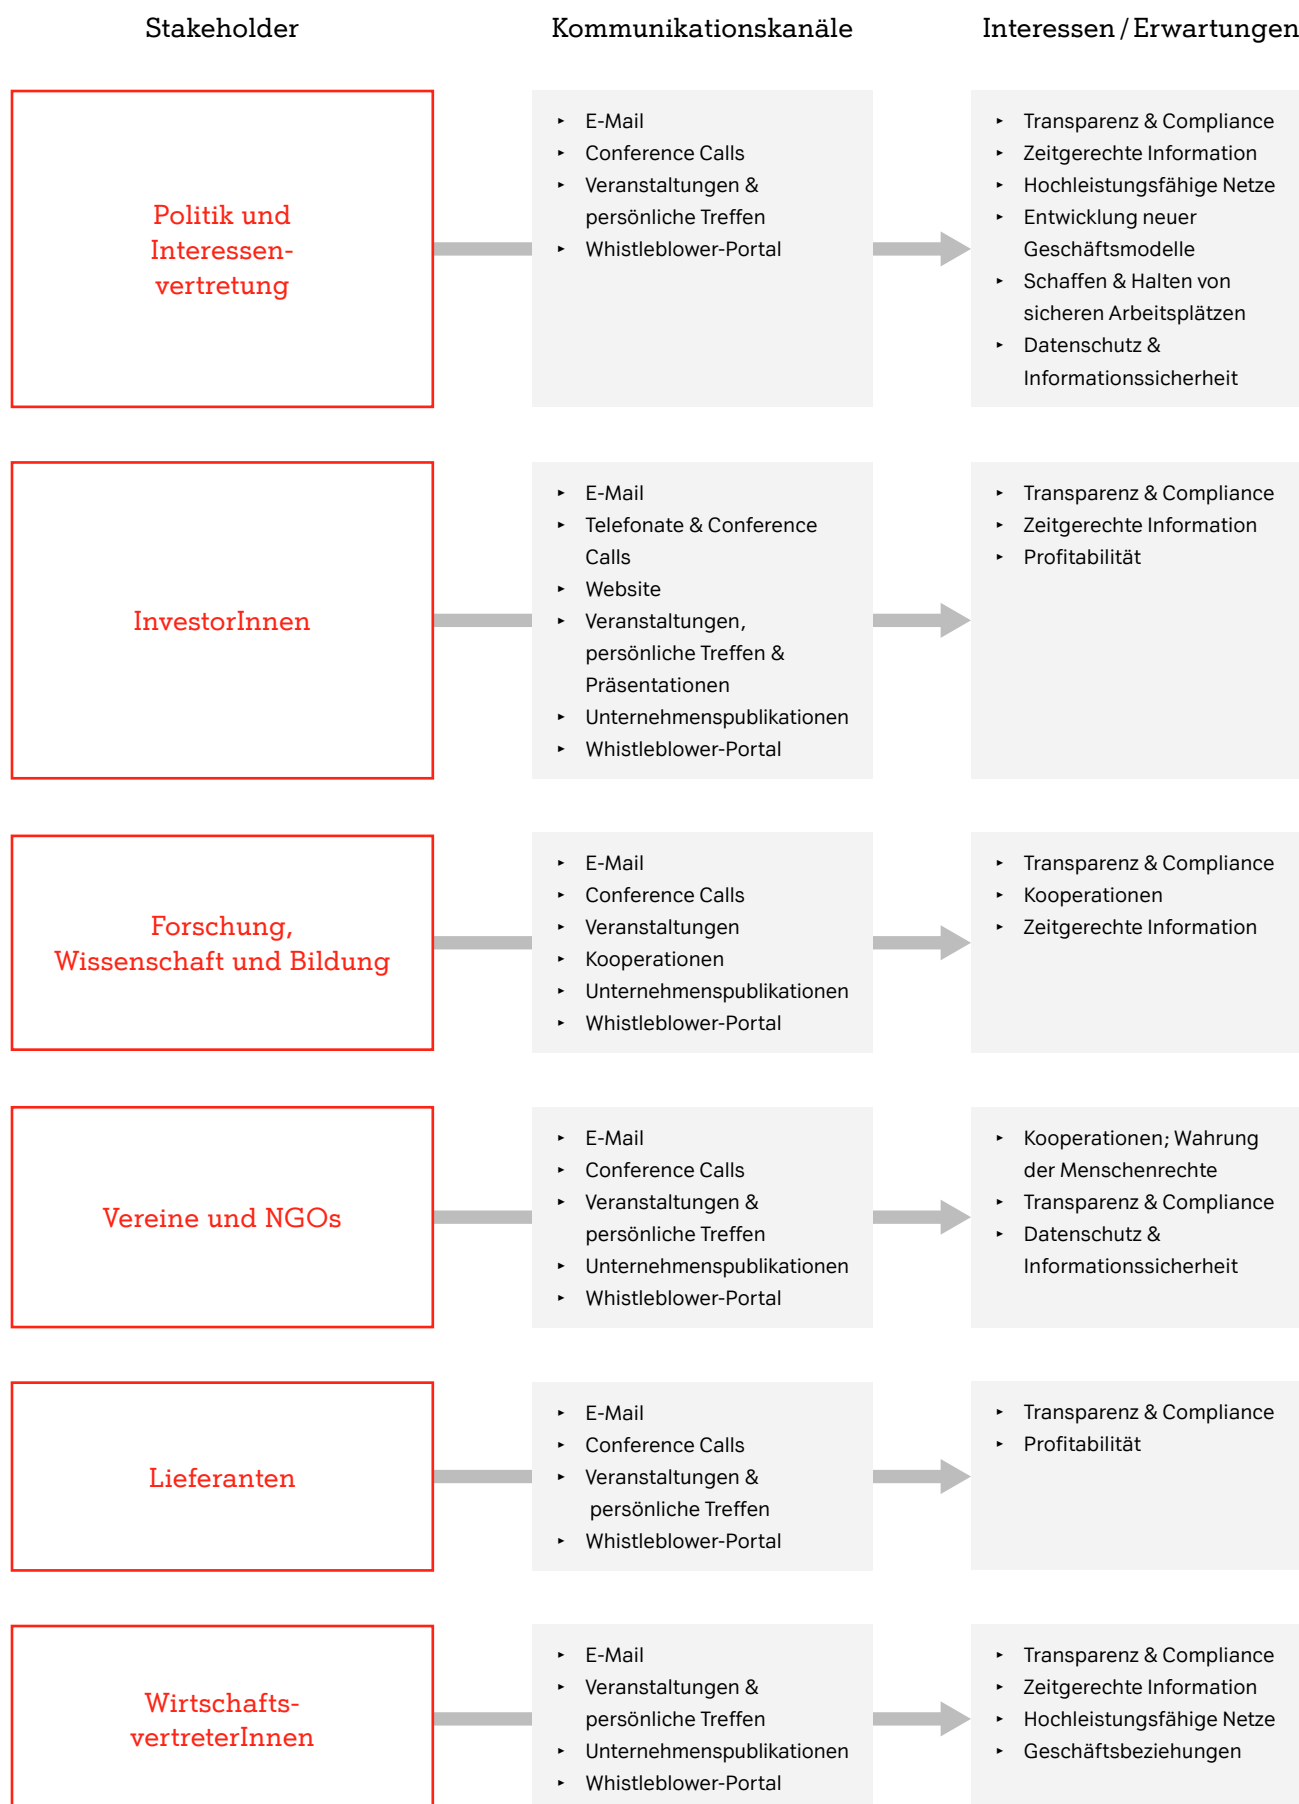 Stakeholder
Kommunikationskanäle
Interessen / Erwartungen
Politik und
Interessen-
vertretung
‣ E-Mail
‣ Conference Calls
‣ Veranstaltungen &
persönliche Treffen
‣ Whistleblower-Portal
‣ Transparenz & Compliance
‣ Zeitgerechte Information
‣ Hochleistungsfähige Netze
‣ Entwicklung neuer
Geschäftsmodelle
‣ Schaffen & Halten von
sicheren Arbeitsplätzen
‣ Datenschutz &
Informationssicherheit
InvestorInnen
‣ E-Mail
‣ Telefonate & Conference
Calls
‣ Website
‣ Veranstaltungen,
persönliche Treffen &
Präsentationen
‣ Unternehmenspublikationen
‣ Whistleblower-Portal
‣ Transparenz & Compliance
‣ Zeitgerechte Information
‣ Profitabilität
Forschung,
Wissenschaft und Bildung
‣ E-Mail
‣ Conference Calls
‣ Veranstaltungen
‣ Kooperationen
‣ Unternehmenspublikationen
‣ Whistleblower-Portal
‣ Transparenz & Compliance
‣ Kooperationen
‣ Zeitgerechte Information
Vereine und NGOs
‣ E-Mail
‣ Conference Calls
‣ Veranstaltungen &
persönliche Treffen
‣ Unternehmenspublikationen
‣ Whistleblower-Portal
‣ Kooperationen; Wahrung
der Menschenrechte
‣ Transparenz & Compliance
‣ Datenschutz &
Informationssicherheit
Lieferanten
‣ E-Mail
‣ Conference Calls
‣ Veranstaltungen &
persönliche Treffen
‣ Whistleblower-Portal
‣ Transparenz & Compliance
‣ Profitabilität
Wirtschafts-
vertreterInnen
‣ E-Mail
‣ Veranstaltungen &
persönliche Treffen
‣ Unternehmenspublikationen
‣ Whistleblower-Portal
‣ Transparenz & Compliance
‣ Zeitgerechte Information
‣ Hochleistungsfähige Netze
‣ Geschäftsbeziehungen